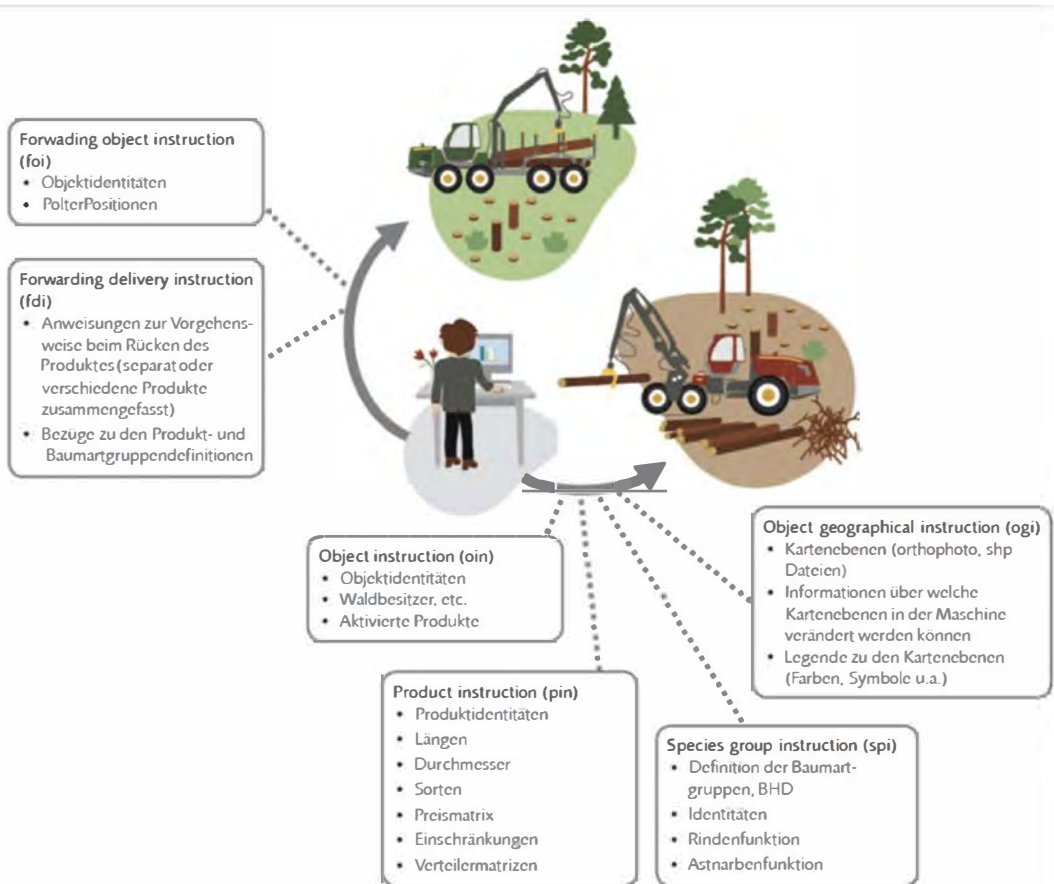 Forwading object instruction
(foi)
• Objektidentitäten
• PolterPositionen
Forwarding delivery instruction
(fdi)
• Anweisungen zur Vorgehens-
weise beim Rücken des
Produktes (separat oder
verschiedene Produkte
zusammengefasst)
• Bezüge zu den Produkt- und
Baumartgruppendefinitionen
Object instruction (oin)
• Objektidentitäten
• Waldbesitzer, etc.
• Aktivierte Produkte
Object geographical instruction (ogi)
• Kartenebenen (orthophoto, shp
Dateien)
• Informationen über welche
Kartenebenen in der Maschine
verändert werden können
• Legende zu den Kartenebenen
(Farben, Symbole u.a.)
Product instruction (pin)
• Produktidentitäten
• Längen
• Durchmesser
• Sorten
• Preismatrix
• Einschränkungen
• Verteilermatrizen
Species group instruction (spi)
• Definition der Baumart-
gruppen, BHD
• Identitäten
• Rindenfunktion
• Astnarbenfunktion